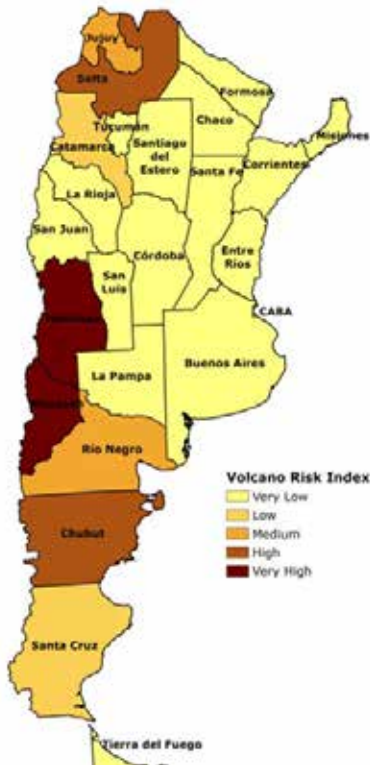 Jujuy
Salta
Formosa
Chaco
Misiones
Tucumán
Catamarca
Santiago
del
Estero
Santa Fe
Corrientes
La Rioja
San Juan
Córdoba
Entre
Ríos
San
Luis
CABA
Buenos Aires
La Pampa
Río Negro
Volcano Risk Index
Very Low
Low
Medium
High
Very High
Chubut
Santa Cruz
Tierra del Fuego